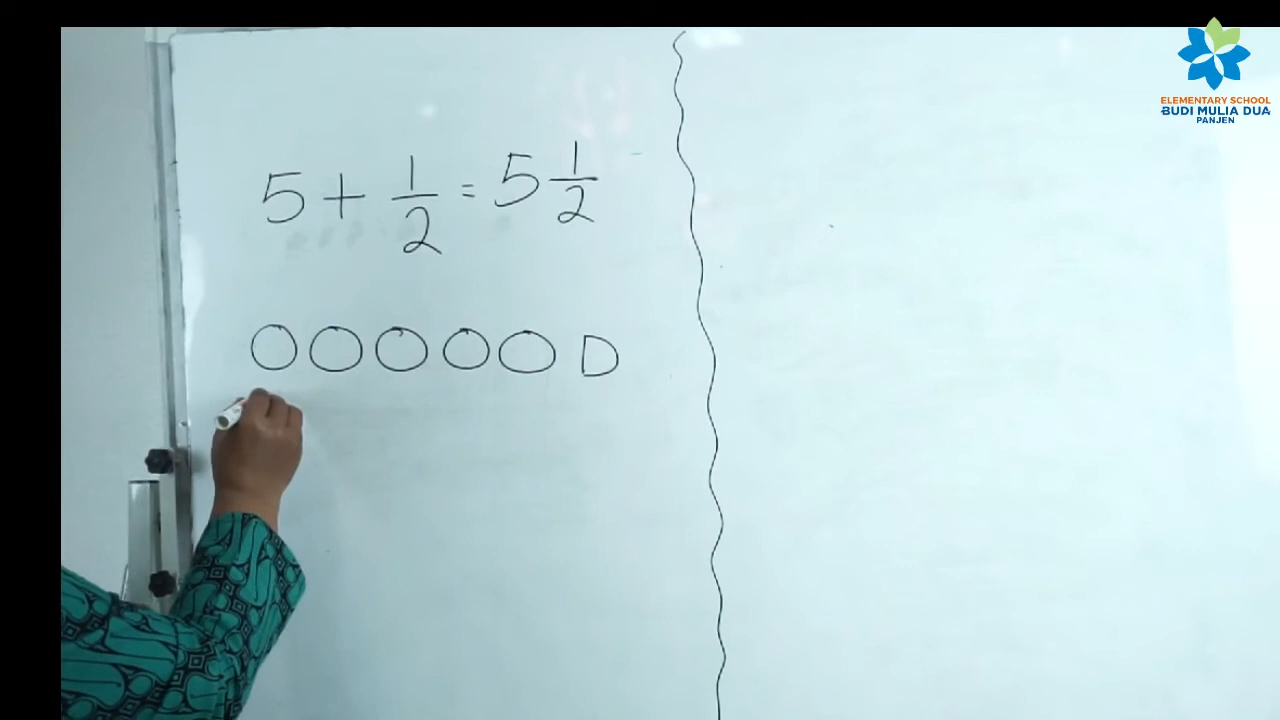 ELEMENTARY SCHOOL
BUDI MULIA DUA
PANJEN
5 + 1/2 = 5 1/2